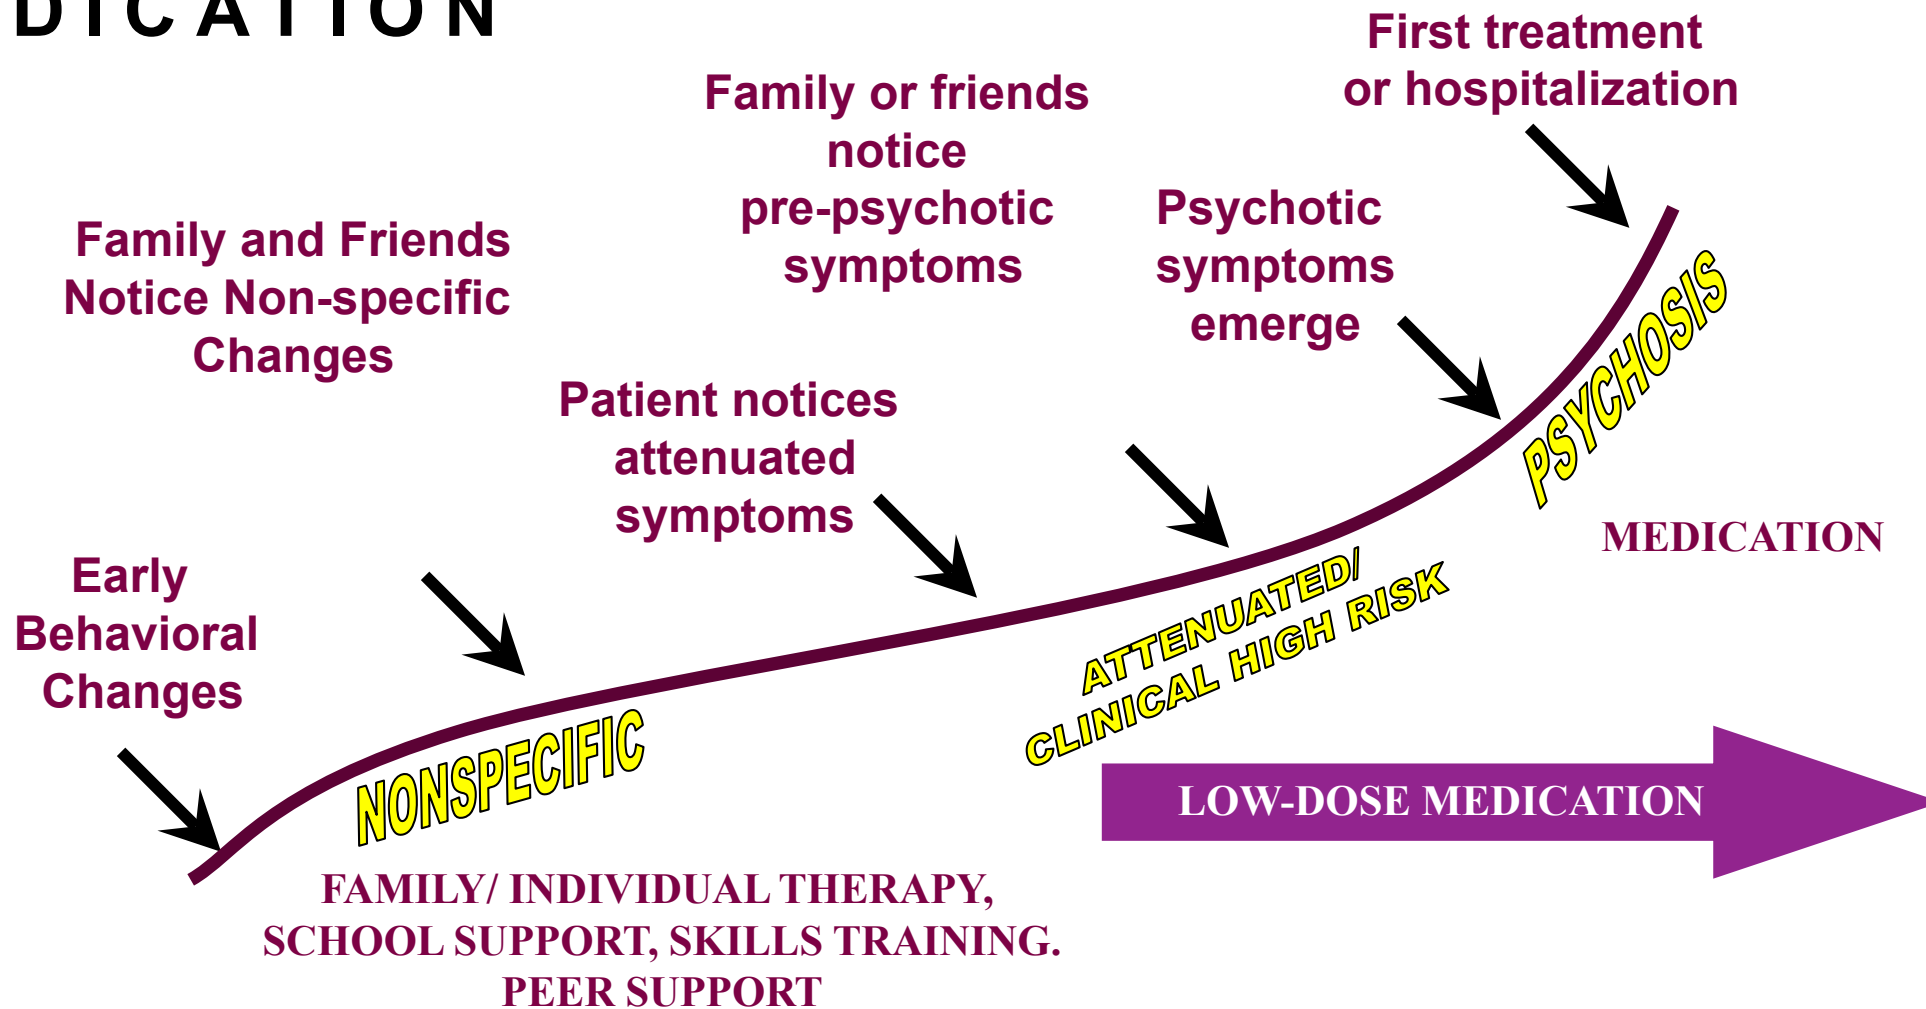 DICATION
First treatment
or hospitalization
Family or friends
notice
pre-psychotic
symptoms
Psychotic
symptoms
emerge
Family and Friends
Notice Non-specific
Changes
Patient notices
attenuated
symptoms
Early
Behavioral
Changes
PSYCHOSIS
MEDICATION
ATTENUATED/
CLINICAL HIGH RISK
NONSPECIFIC
LOW-DOSE MEDICATION
FAMILY/ INDIVIDUAL THERAPY,
SCHOOL SUPPORT, SKILLS TRAINING.
PEER SUPPORT